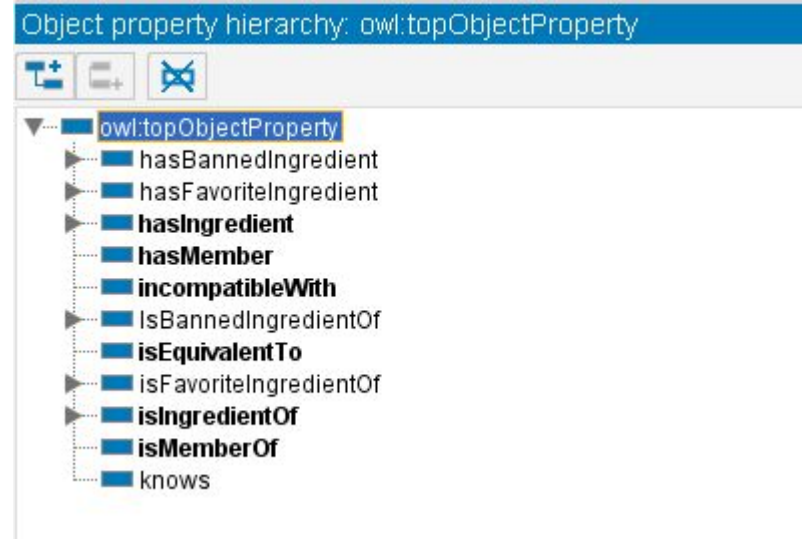 Object property hierarchy: owl:topObjectProperty
owl:topObjectProperty
hasBannedIngredient
hasFavoriteIngredient
hasIngredient
hasMember
incompatibleWith
IsBannedIngredientOf
isEquivalentTo
isFavoriteIngredientOf
isIngredientOf
isMemberOf
knows